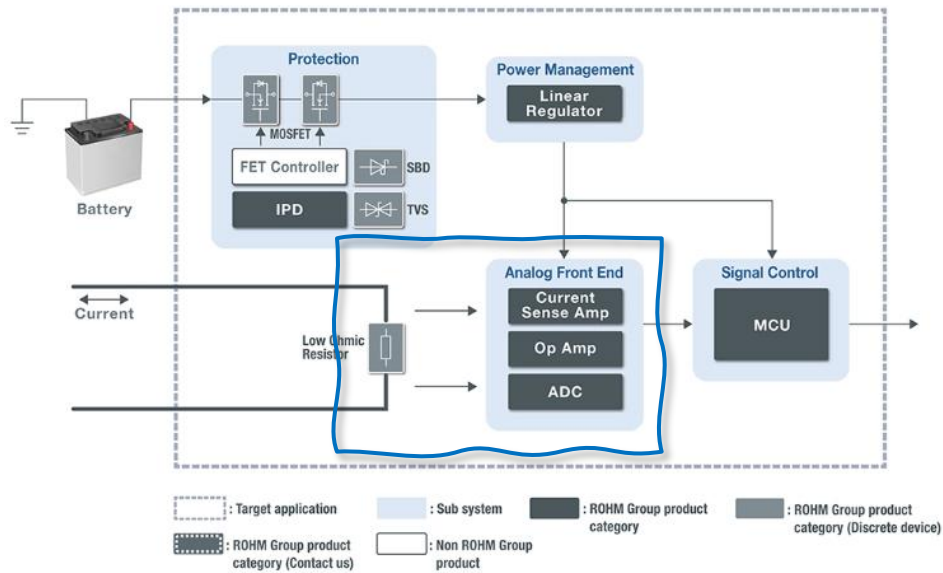 Protection
MOSFET
FET Controller
SBD
IPD
TVS
Battery
Power Management
Linear
Regulator
Current
Low Ohmic
Resistor
Analog Front End
Current
Sense Amp
Op Amp
ADC
Signal Control
MCU
: Target application
: Sub system
: ROHM Group product
category
: ROHM Group product
category (Discrete device)
: ROHM Group product
category (Contact us)
: Non ROHM Group
product